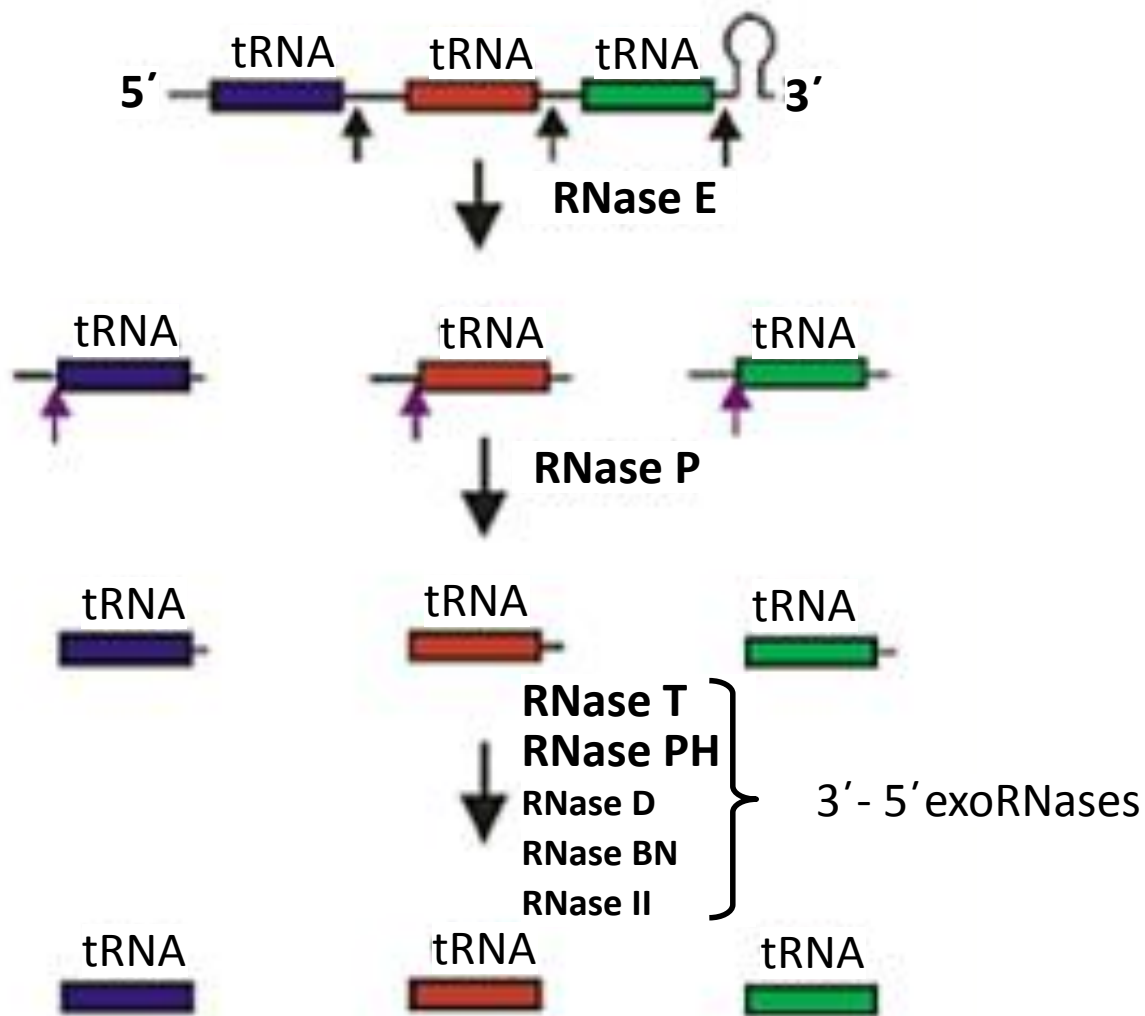 tRNA tRNA tRNA
5´ 3´
RNase E
tRNA tRNA tRNA
RNase P
tRNA tRNA tRNA
RNase T
RNase PH
RNase D
RNase BN
RNase II
3´- 5´exoRNases
tRNA tRNA tRNA